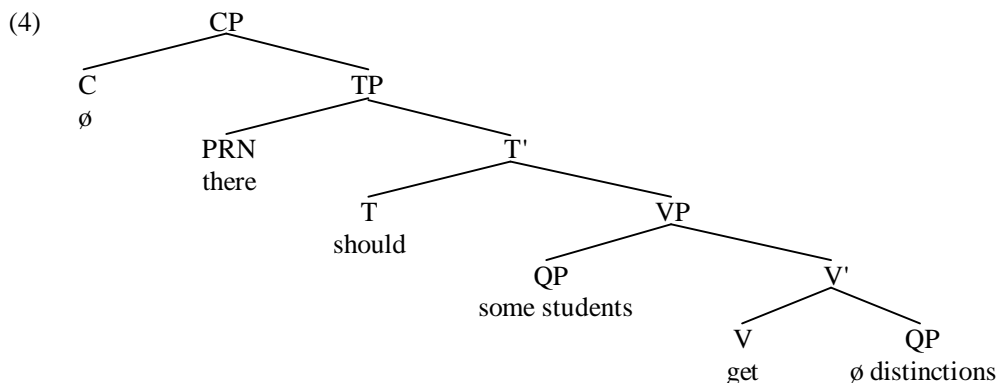 (4) CP
C TP
ø
PRN T'
there
T VP
should
QP V'
some students
V QP
get ø distinctions